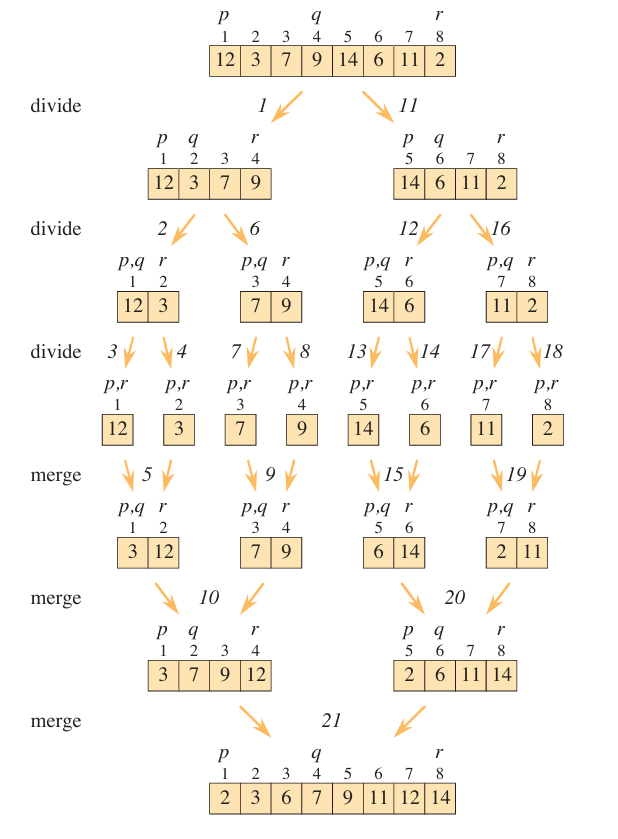 p q r
1 2 3 4 5 6 7 8
12 3 7 9 14 6 11 2
divide 1 11
p q r p q r
1 2 3 4 5 6 7 8
12 3 7 9 14 6 11 2
divide 2 6 12 16
p,q r p,q r p,q r p,q r
1 2 3 4 5 6 7 8
12 3 7 9 14 6 11 2
divide 3 4 7 8 13 14 17 18
p,r p,r p,r p,r p,r p,r p,r p,r
1 2 3 4 5 6 7 8
12 3 7 9 14 6 11 2
merge 5 9 15 19
p,q r p,q r p,q r p,q r
1 2 3 4 5 6 7 8
3 12 7 9 6 14 2 11
merge 10 20
p q r p q r
1 2 3 4 5 6 7 8
3 7 9 12 2 6 11 14
merge 21
p q r
1 2 3 4 5 6 7 8
2 3 6 7 9 11 12 14